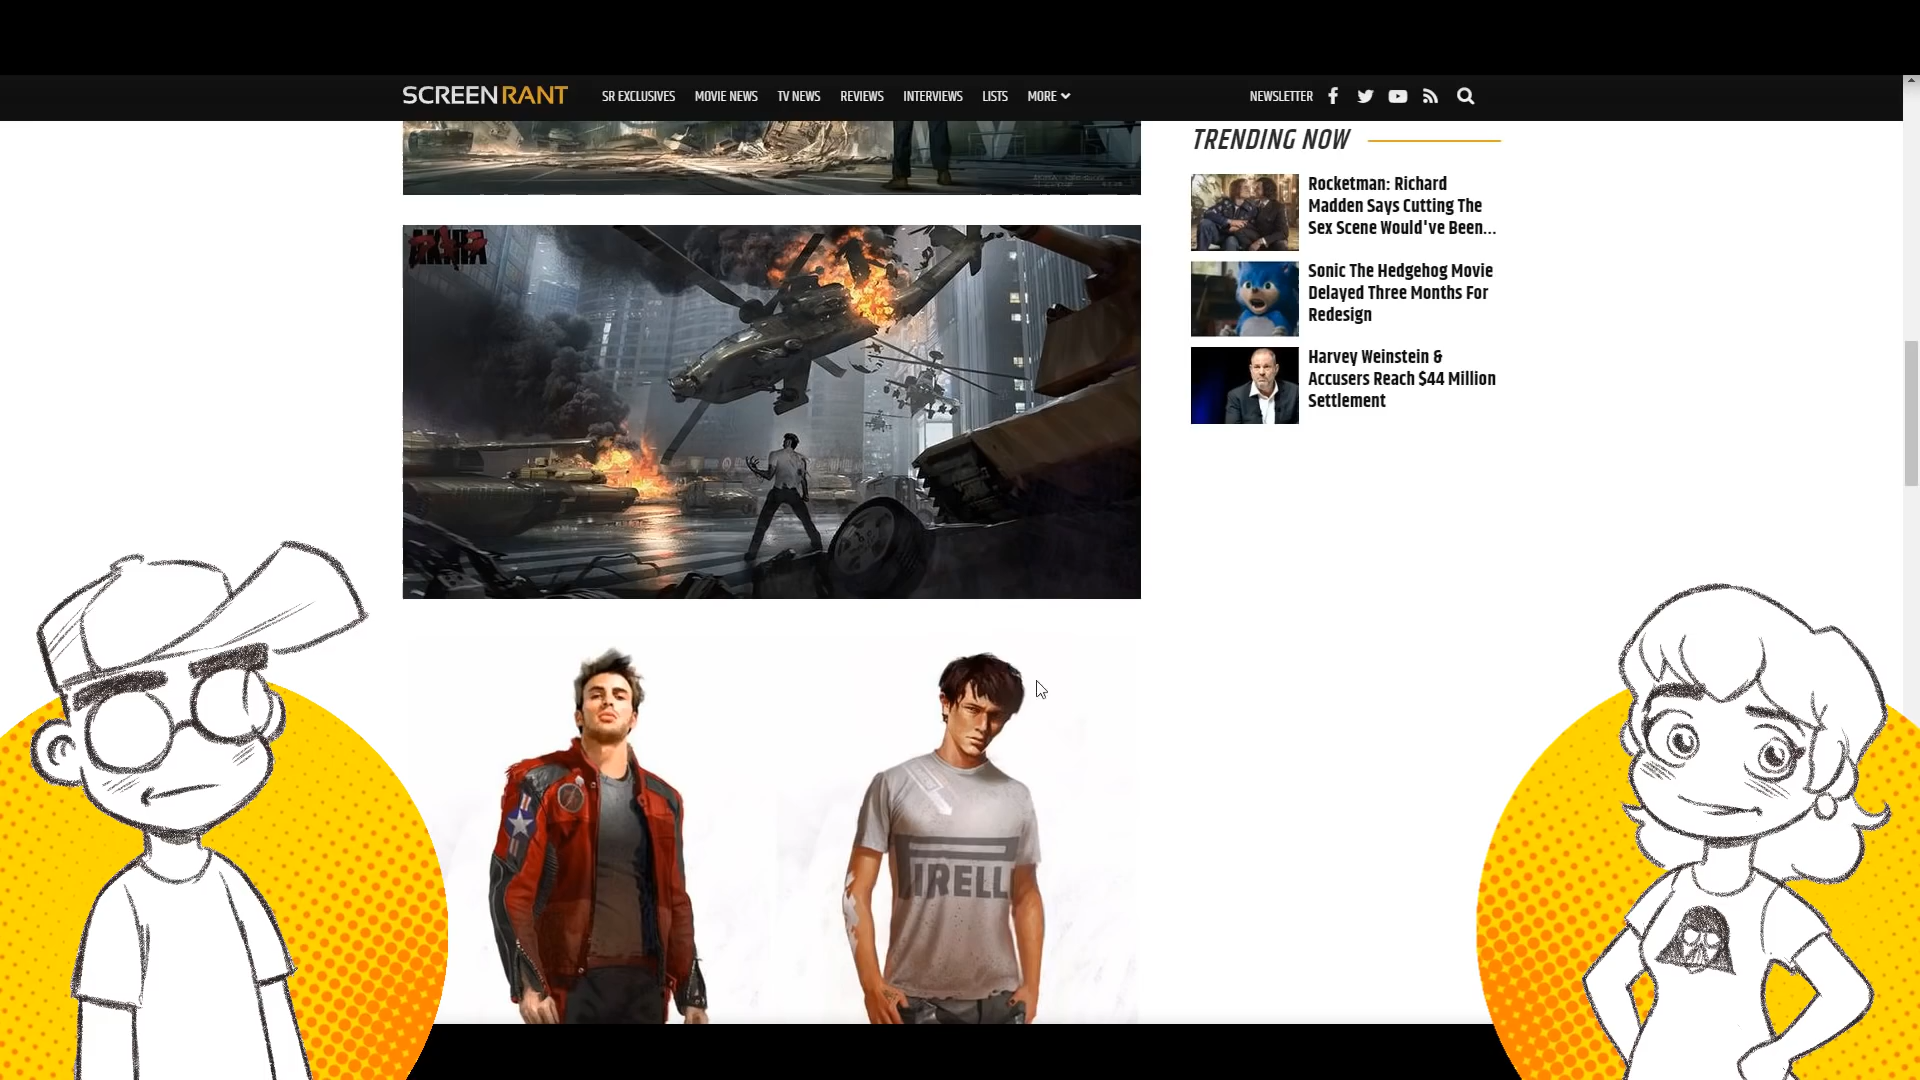 SCREENRANT
SR EXCLUSIVES MOVIE NEWS TV NEWS REVIEWS INTERVIEWS LISTS MORE
NEWSLETTER
TRENDING NOW
Rocketman: Richard
Madden Says Cutting The
Sex Scene Would've Been...
Sonic The Hedgehog Movie
Delayed Three Months For
Redesign
Harvey Weinstein &
Accusers Reach $44 Million
Settlement
AKIRA
PIRELLI